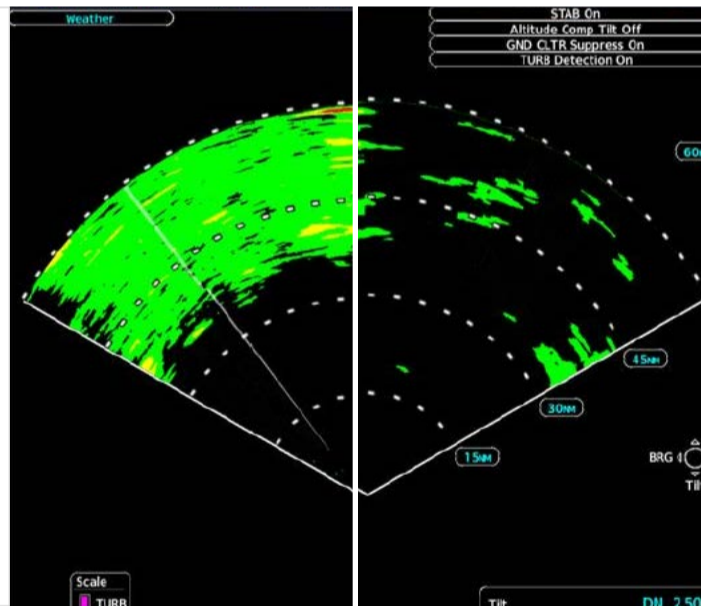 Weather
STAB On
Altitude Comp Tilt Off
GND CLTR Suppress On
TURB Detection On
45NM
30NM
15NM
BRG
Scale
TURB
Tilt
DN 2.50